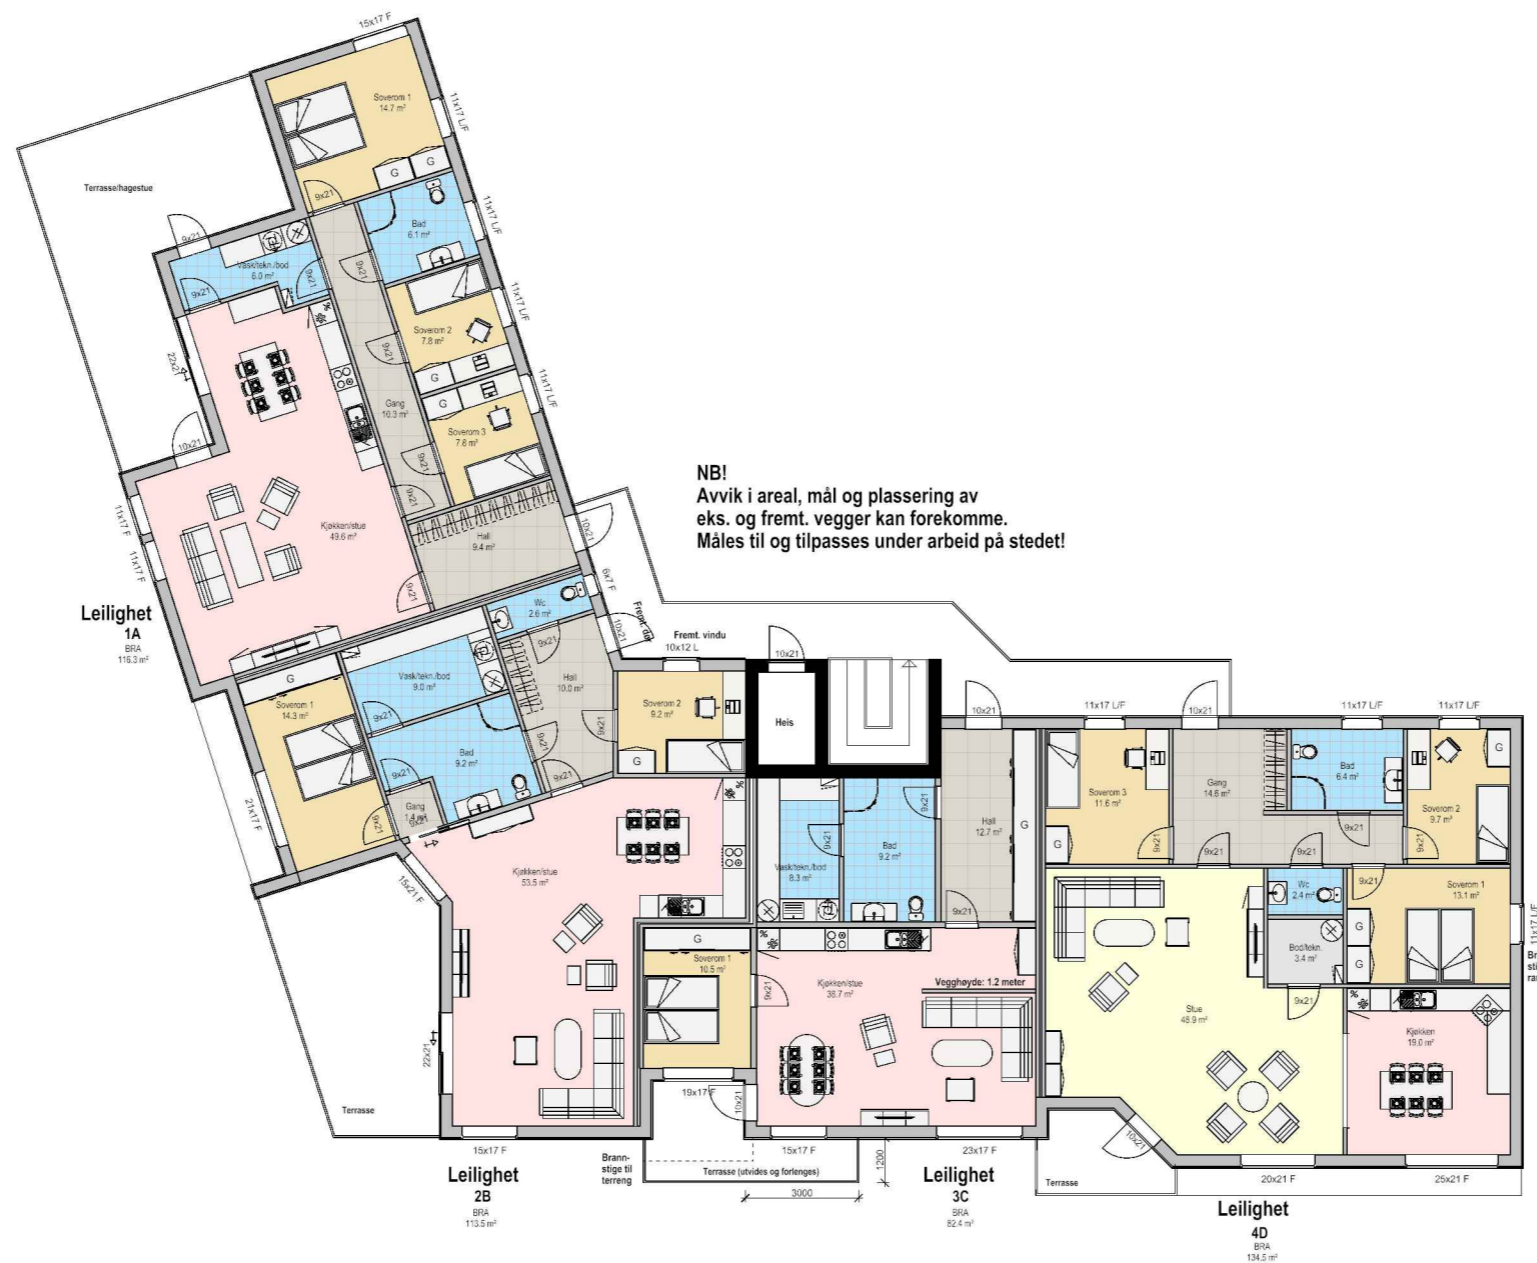 15x17 F
Soverom 1
14.7 m²
11x17 L/F
G
G
9x21
Terrasse/hagestue
Bad
6.1 m²
11x17 L/F
9x21
Vask/tekn./bod
6.0 m²
9x21
9x21
9x21
Soverom 2
7.8 m²
11x17 L/F
9x21
G
22x21
Gang
10.3 m²
G
Soverom 3
7.8 m²
11x17 L/F
9x21
9x21
10x21
Kjøkken/stue
49.6 m²
11x17 F
11x17 F
Hall
9.4 m²
10x21
9x21
NB!
Avvik i areal, mål og plassering av
eks. og fremt. vegger kan forekomme.
Måles til og tilpasses under arbeid på stedet!
Leilighet
1A
BRA
116.3 m²
Wc
2.6 m²
6x7 F
Fremt. dør
10x21
9x21
Fremt. vindu
10x12 L
10x21
Vask/tekn./bod
9.0 m²
9x21
Hall
10.0 m²
Soverom 2
9.2 m²
9x21
G
Heis
G
Soverom 1
14.3 m²
Bad
9.2 m²
9x21
9x21
9x21
Gang
1.4 m²
9x21
9x21
21x17 F
15x21 F
Kjøkken/stue
53.5 m²
22x21
Terrasse
15x17 F
Leilighet
2B
BRA
113.5 m²
10x21
11x17 L/F
10x21
11x17 L/F
11x17 L/F
Vask/tekn./bod
8.3 m²
9x21
Bad
9.2 m²
9x21
Hall
12.7 m²
G
9x21
G
Soverom 1
10.5 m²
9x21
Kjøkken/stue
38.7 m²
Vegghøyde: 1.2 meter
19x17 F
10x21
15x17 F
23x17 F
Brann-
stige til
terreng
Terrasse (utvides og forlenges)
3000
1200
Leilighet
3C
BRA
82.4 m²
Soverom 3
11.6 m²
G
9x21
Gang
14.6 m²
9x21
Bad
6.4 m²
9x21
Soverom 2
9.7 m²
G
9x21
9x21
Wc
2.4 m²
9x21
Soverom 1
13.1 m²
G
G
11x17 L/F
Bod/tekn.
3.4 m²
9x21
Stue
48.9 m²
Kjøkken
19.0 m²
10x21
Terrasse
20x21 F
25x21 F
Leilighet
4D
BRA
134.5 m²